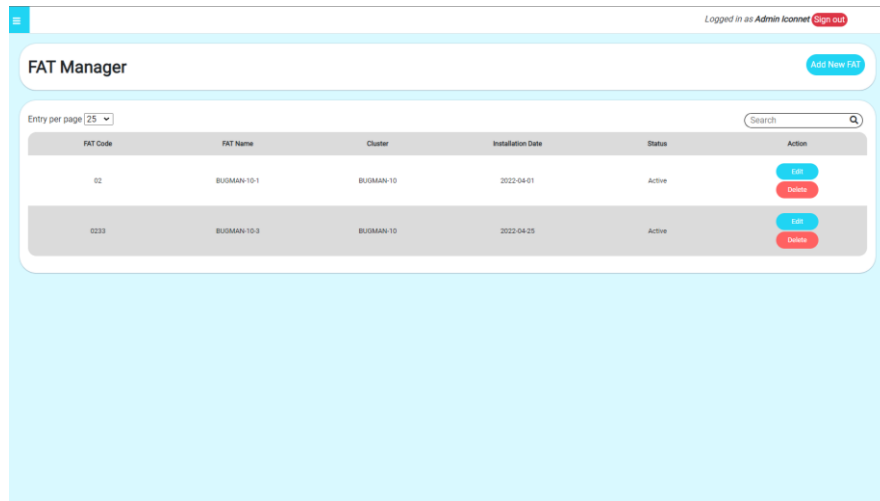 Logged in as Admin Iconnet Sign out
FAT Manager
Add New FAT
Entry per page 25
Search
FAT Code FAT Name Cluster Installation Date Status Action
02 BUGMAN-10-1 BUGMAN-10 2022-04-01 Active Edit
Delete
0233 BUGMAN-10-3 BUGMAN-10 2022-04-25 Active Edit
Delete